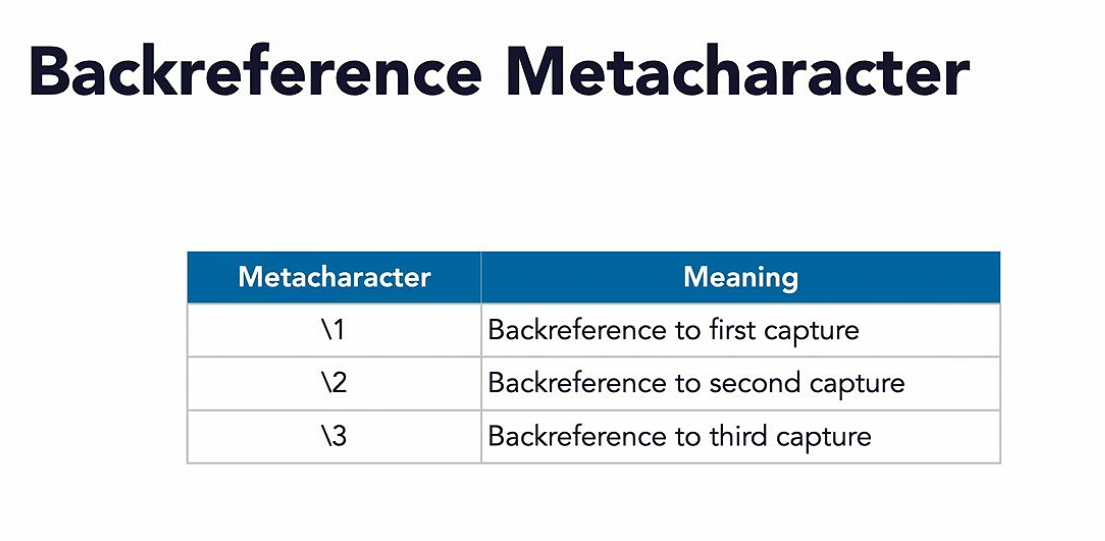 Backreference Metacharacter
Metacharacter Meaning
\1 Backreference to first capture
\2 Backreference to second capture
\3 Backreference to third capture